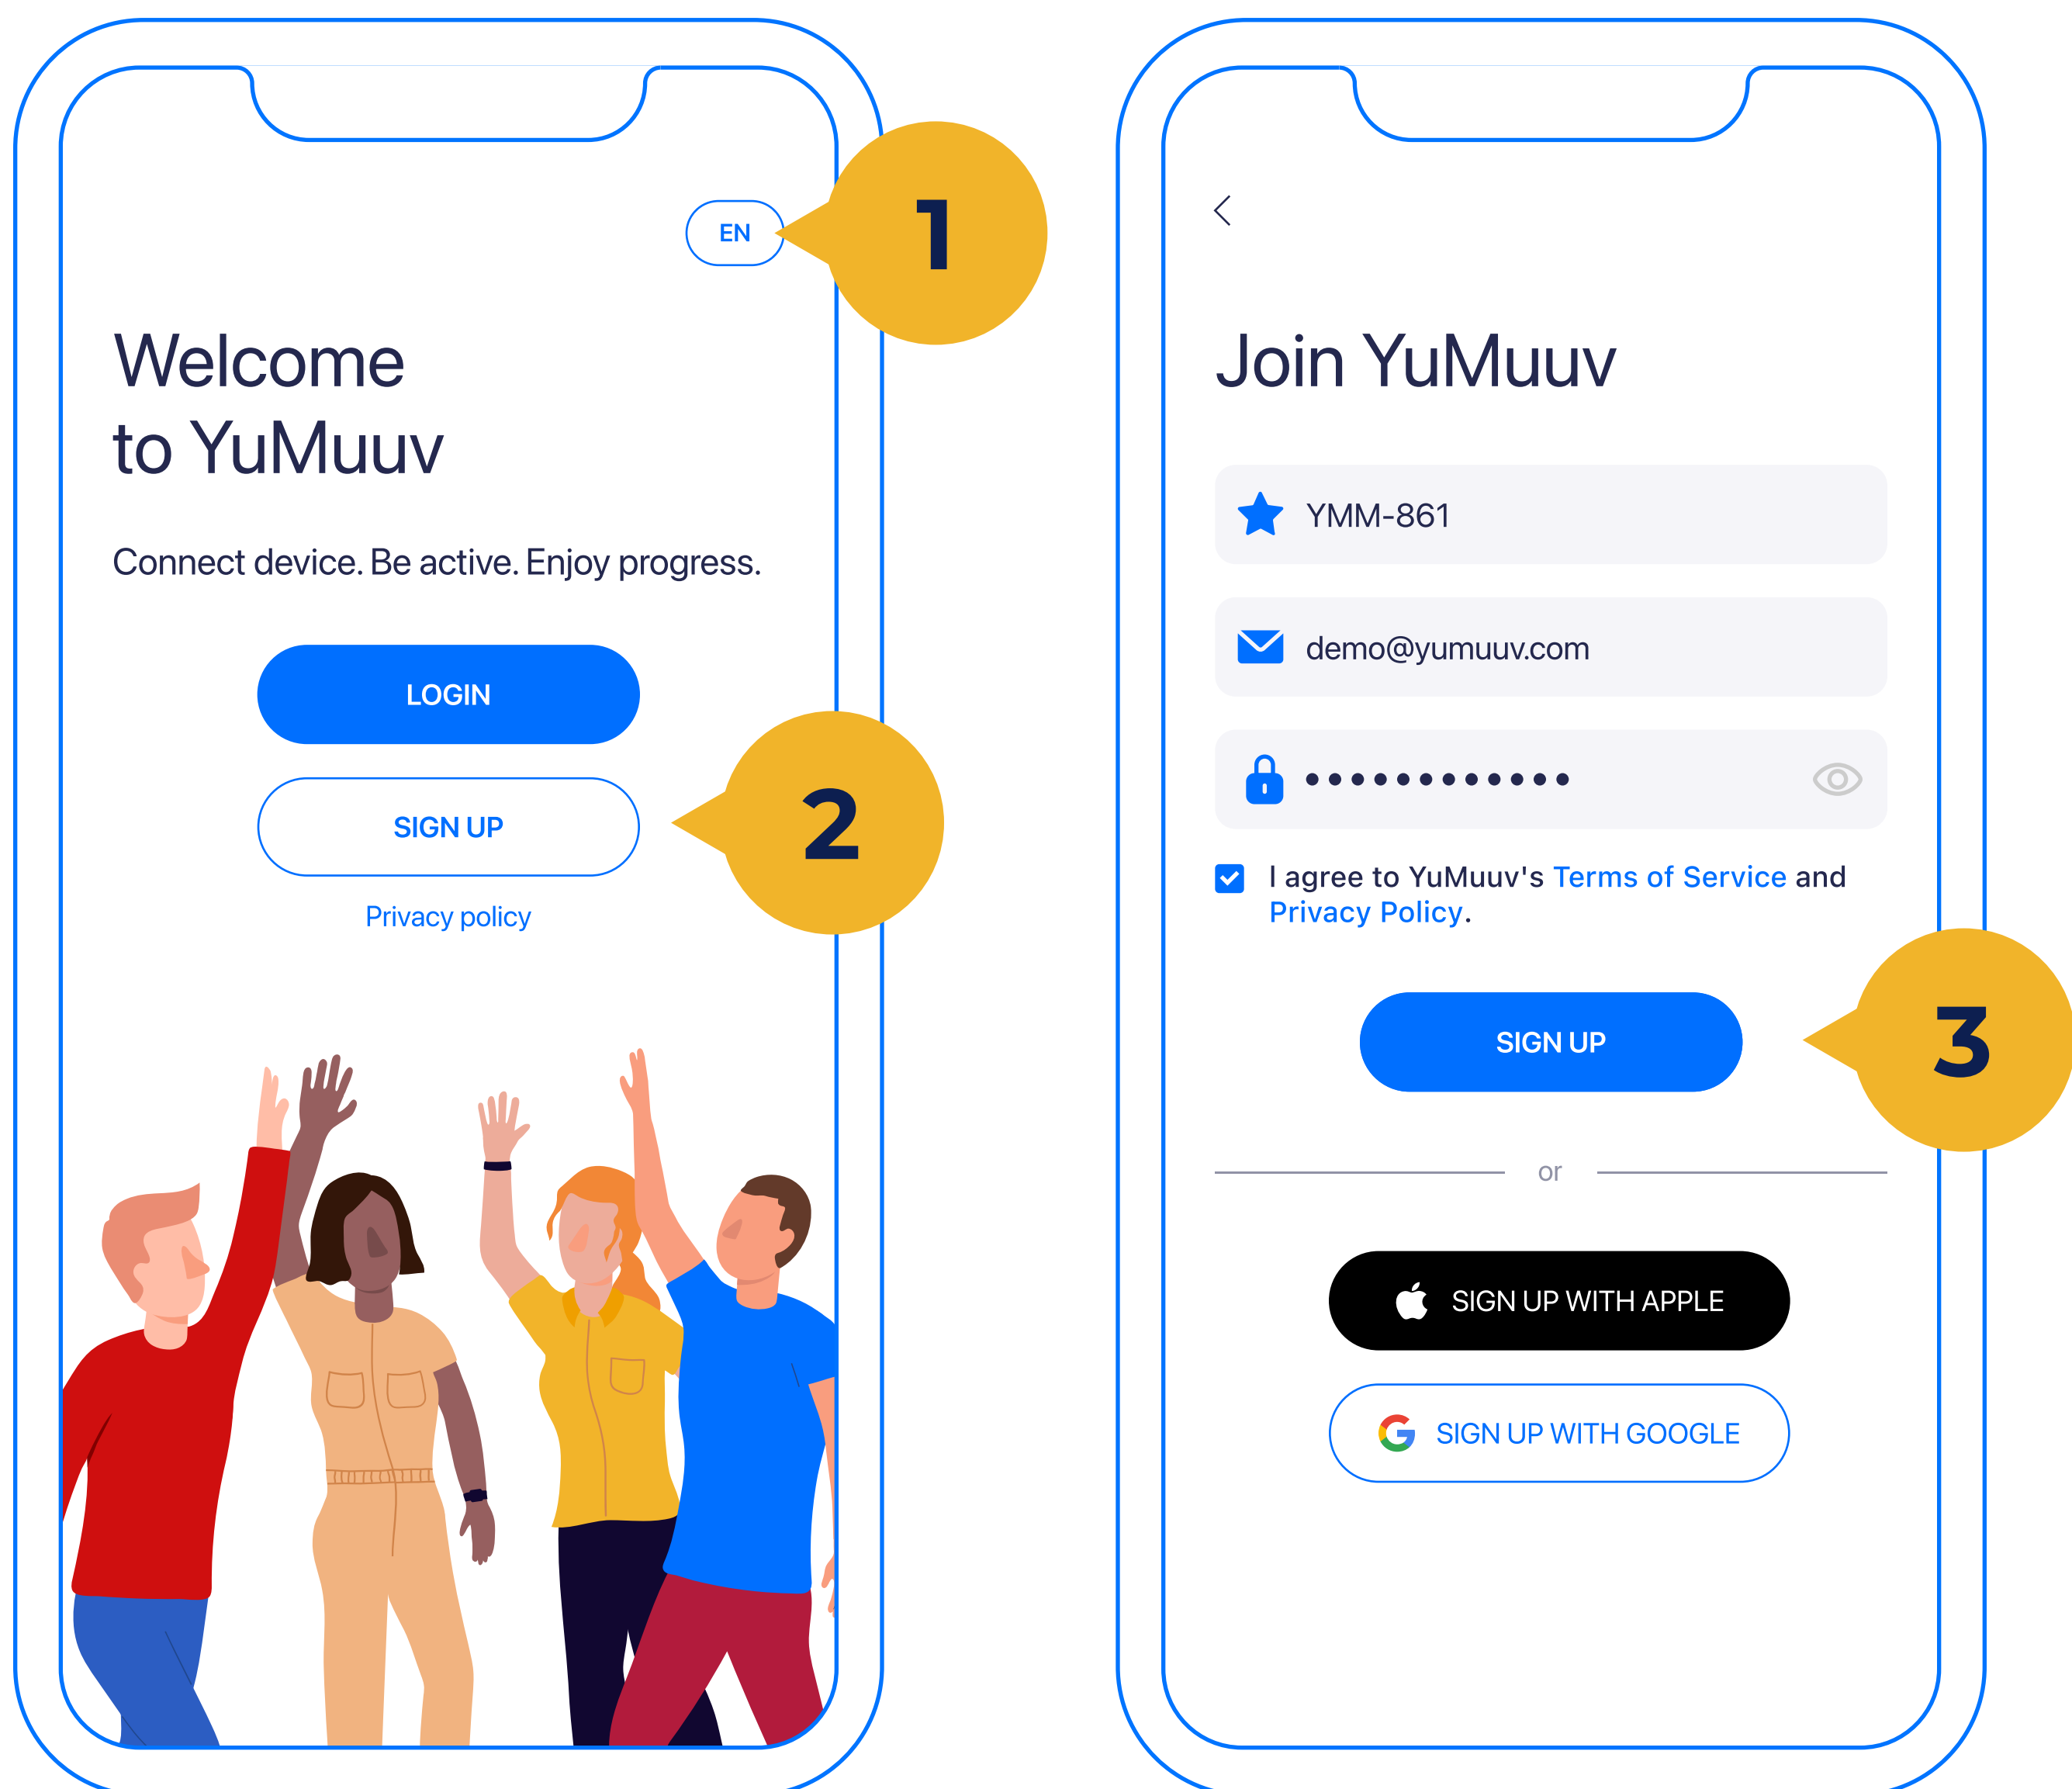 EN
1
Welcome
to YuMuuv
Connect device. Be active. Enjoy progress.
LOGIN
SIGN UP
2
Privacy policy
Join YuMuuv
YMM-861
demo@yumuuv.com
I agree to YuMuuv's Terms of Service and
Privacy Policy.
SIGN UP
3
or
SIGN UP WITH APPLE
SIGN UP WITH GOOGLE